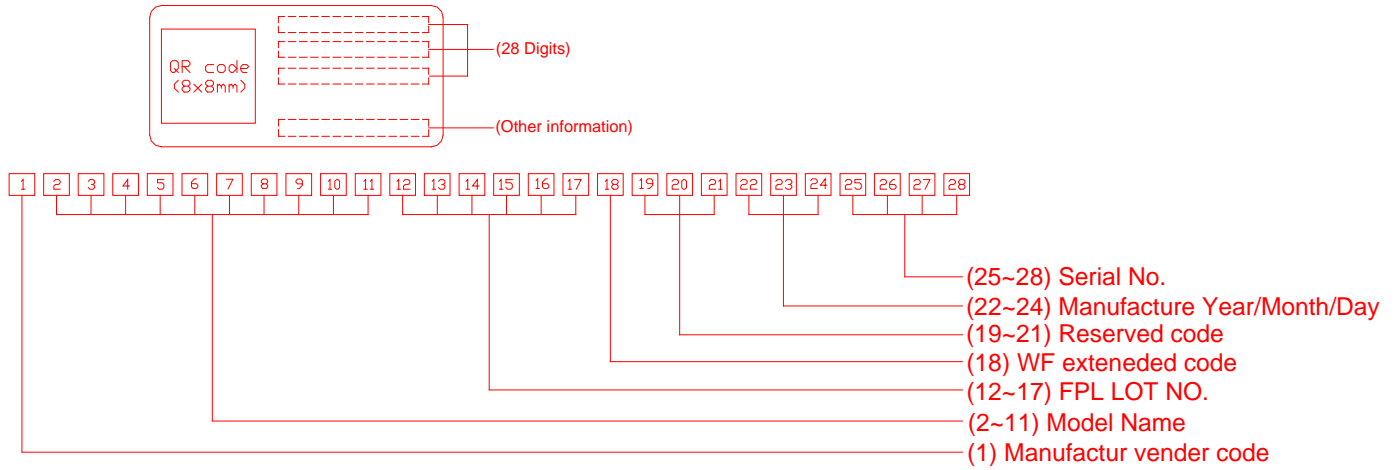 QR code
(8x8mm)
(28 Digits)
(Other information)
1 2 3 4 5 6 7 8 9 10 11 12 13 14 15 16 17 18 19 20 21 22 23 24 25 26 27 28
(25~28) Serial No.
(22~24) Manufacture Year/Month/Day
(19~21) Reserved code
(18) WF exteneded code
(12~17) FPL LOT NO.
(2~11) Model Name
(1) Manufactur vender code